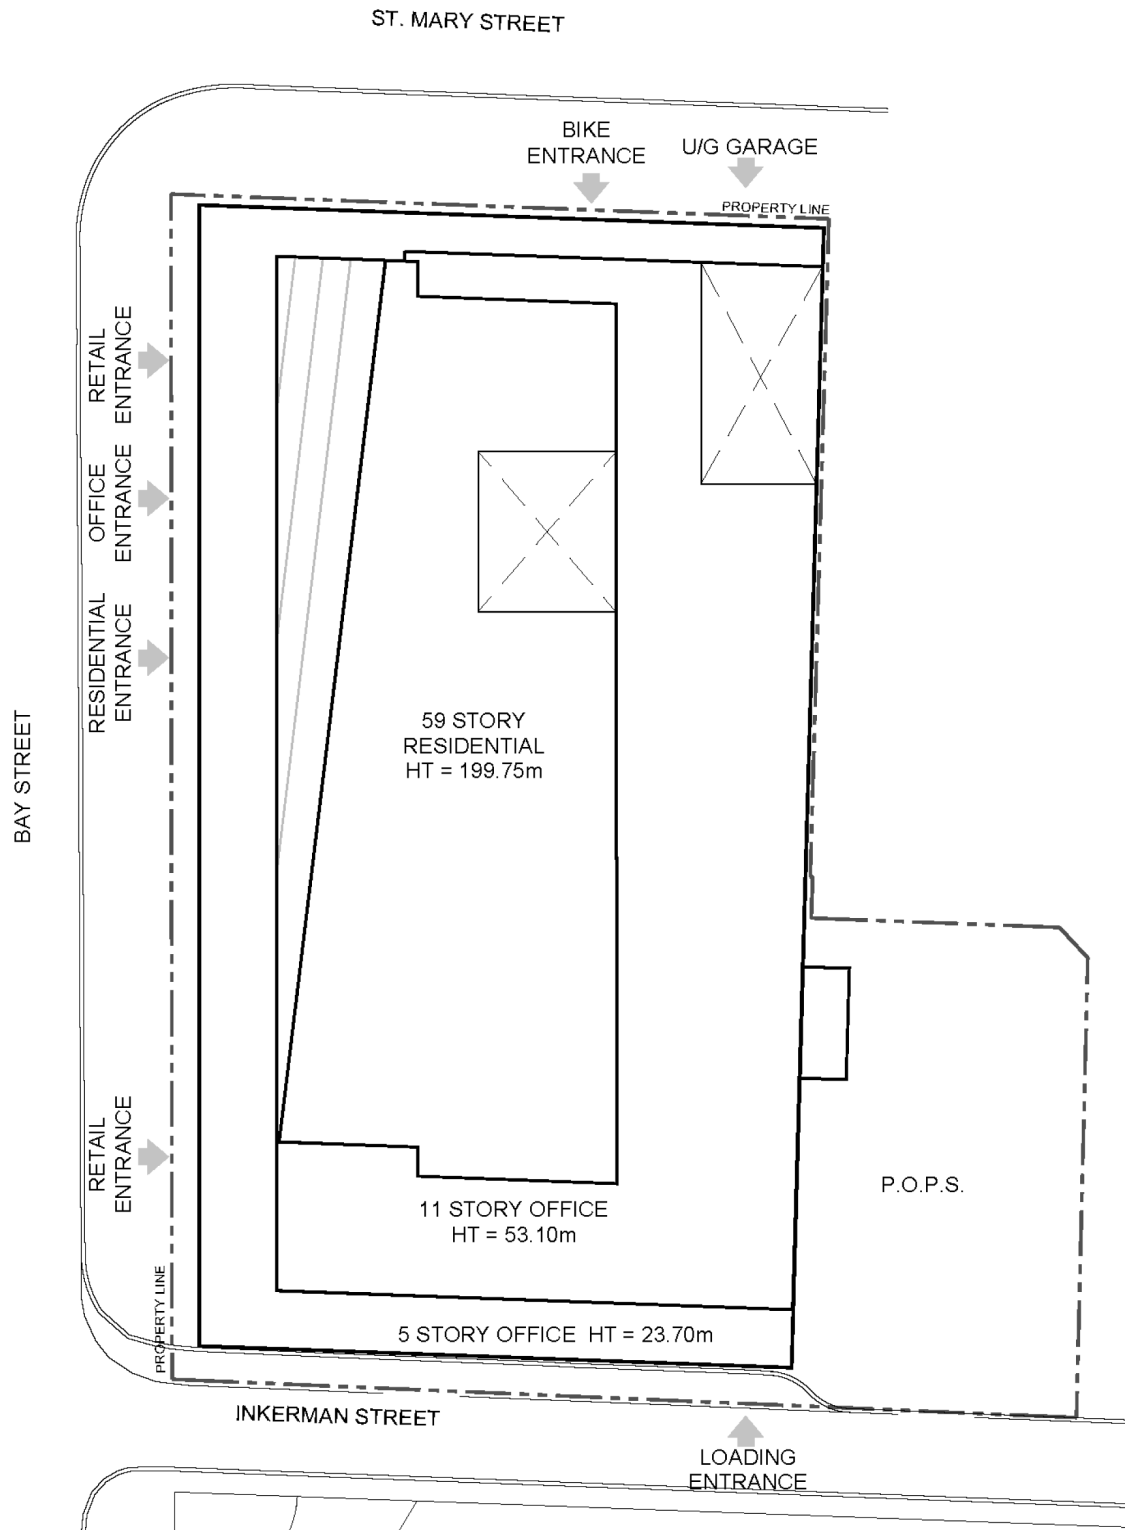 ST. MARY STREET
BIKE
ENTRANCE
U/G GARAGE
PROPERTY LINE
RETAIL
ENTRANCE
OFFICE
ENTRANCE
RESIDENTIAL
ENTRANCE
BAY STREET
59 STORY
RESIDENTIAL
HT = 199.75m
RETAIL
ENTRANCE
P.O.P.S.
11 STORY OFFICE
HT = 53.10m
PROPERTY LINE
5 STORY OFFICE HT = 23.70m
INKERMAN STREET
LOADING
ENTRANCE